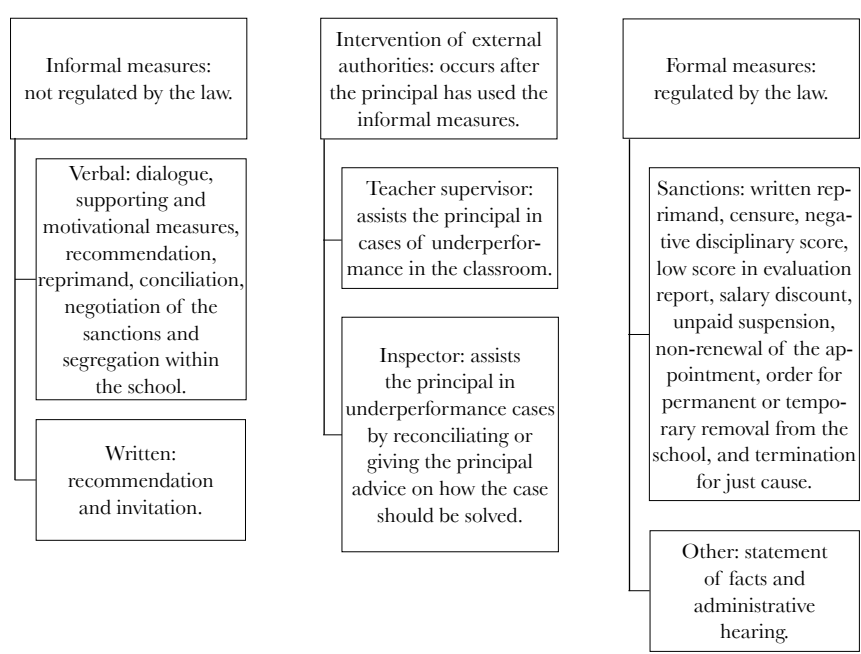 Informal measures:
not regulated by the law.
Verbal: dialogue,
supporting and
motivational measures,
recommendation,
reprimand, conciliation,
negotiation of the
sanctions and
segregation within
the school.
Written:
recommendation
and invitation.
Intervention of external
authorities: occurs after
the principal has used the
informal measures.
Teacher supervisor:
assists the principal in
cases of underperfor-
mance in the classroom.
Inspector: assists
the principal in
underperformance cases
by reconciliating or
giving the principal
advice on how the case
should be solved.
Formal measures:
regulated by the law.
Sanctions: written rep-
rimand, censure, nega-
tive disciplinary score,
low score in evaluation
report, salary discount,
unpaid suspension,
non-renewal of the ap-
pointment, order for
permanent or tempo-
rary removal from the
school, and termination
for just cause.
Other: statement
of facts and
administrative
hearing.